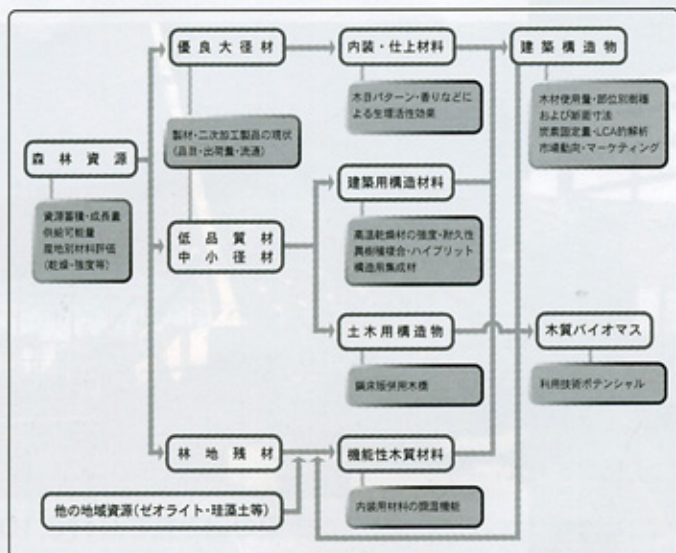 優良大径材
内装・仕上材料
建築構造物
木目パターン・香りなどに
よる生理活性効果
木材使用量・部位別樹種
および断面寸法
炭素固定量・LCA的解析
市場動向・マーケティング
製材・二次加工製品の現状
(品目・出荷量・流通)
森林資源
資源蓄積・成長量
供給可能量
産地別材料評価
(乾燥・強度等)
建築用構造材料
高温乾燥材の強度・耐久性
異樹種複合・ハイブリット
構造用集成材
低品質材
中小径材
土木用構造物
木質バイオマス
鋼床版併用木橋
利用技術ポテンシャル
林地残材
機能性木質材料
内装用材料の調湿機能
他の地域資源(ゼオライト・珪藻土等)